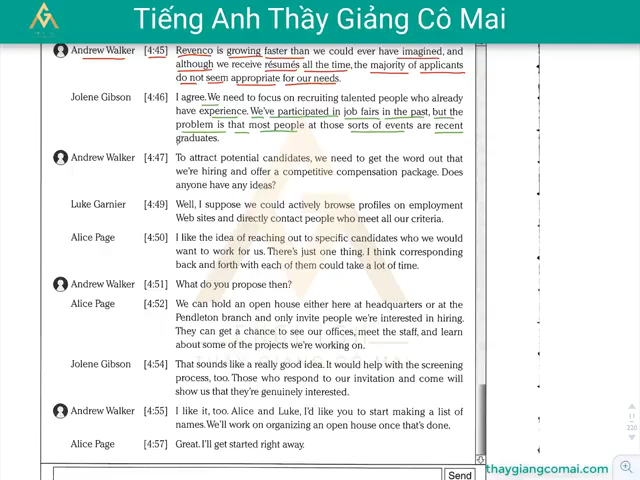 Tiếng Anh Thầy Giảng Cô Mai
Andrew Walker [4:45] Revenco is growing faster than we could ever have imagined, and
although we receive résumés all the time, the majority of applicants
do not seem appropriate for our needs.
Jolene Gibson [4:46] I agree. We need to focus on recruiting talented people who already
have experience. We've participated in job fairs in the past, but the
problem is that most people at those sorts of events are recent
graduates.
Andrew Walker [4:47] To attract potential candidates, we need to get the word out that
we're hiring and offer a competitive compensation package. Does
anyone have any ideas?
Luke Garnier [4:49] Well, I suppose we could actively browse profiles on employment
Web sites and directly contact people who meet all our criteria.
Alice Page [4:50] I like the idea of reaching out to specific candidates who we would
want to work for us. There's just one thing. I think corresponding
back and forth with each of them could take a lot of time.
Andrew Walker [4:51] What do you propose then?
Alice Page [4:52] We can hold an open house either here at headquarters or at the
Pendleton branch and only invite people we're interested in hiring.
They can get a chance to see our offices, meet the staff, and learn
about some of the projects we're working on.
Jolene Gibson [4:54] That sounds like a really good idea. It would help with the screening
process, too. Those who respond to our invitation and come will
show us that they're genuinely interested.
Andrew Walker [4:55] I like it, too. Alice and Luke, I'd like you to start making a list of
names. We'll work on organizing an open house once that's done.
Alice Page [4:57] Great. I'll get started right away.
Send
thaygiangcomai.com